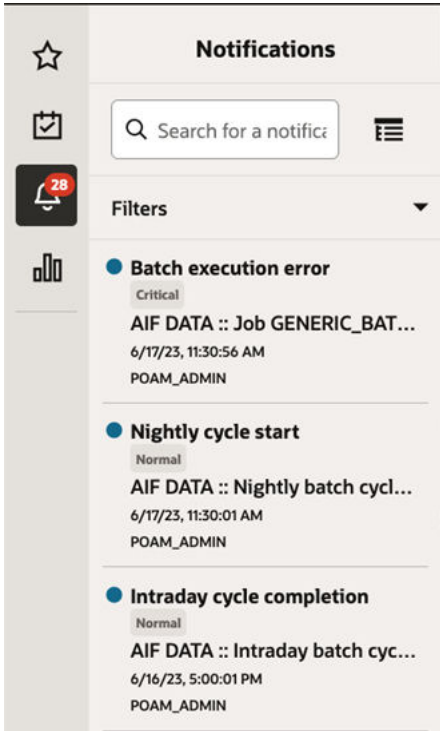 Notifications
Search for a notifica
28
Filters
Batch execution error
Critical
AIF DATA :: Job GENERIC_BAT...
6/17/23, 11:30:56 AM
POAM_ADMIN
Nightly cycle start
Normal
AIF DATA :: Nightly batch cycl...
6/17/23, 11:30:01 AM
POAM_ADMIN
Intraday cycle completion
Normal
AIF DATA :: Intraday batch cyc...
6/16/23, 5:00:01 PM
POAM_ADMIN